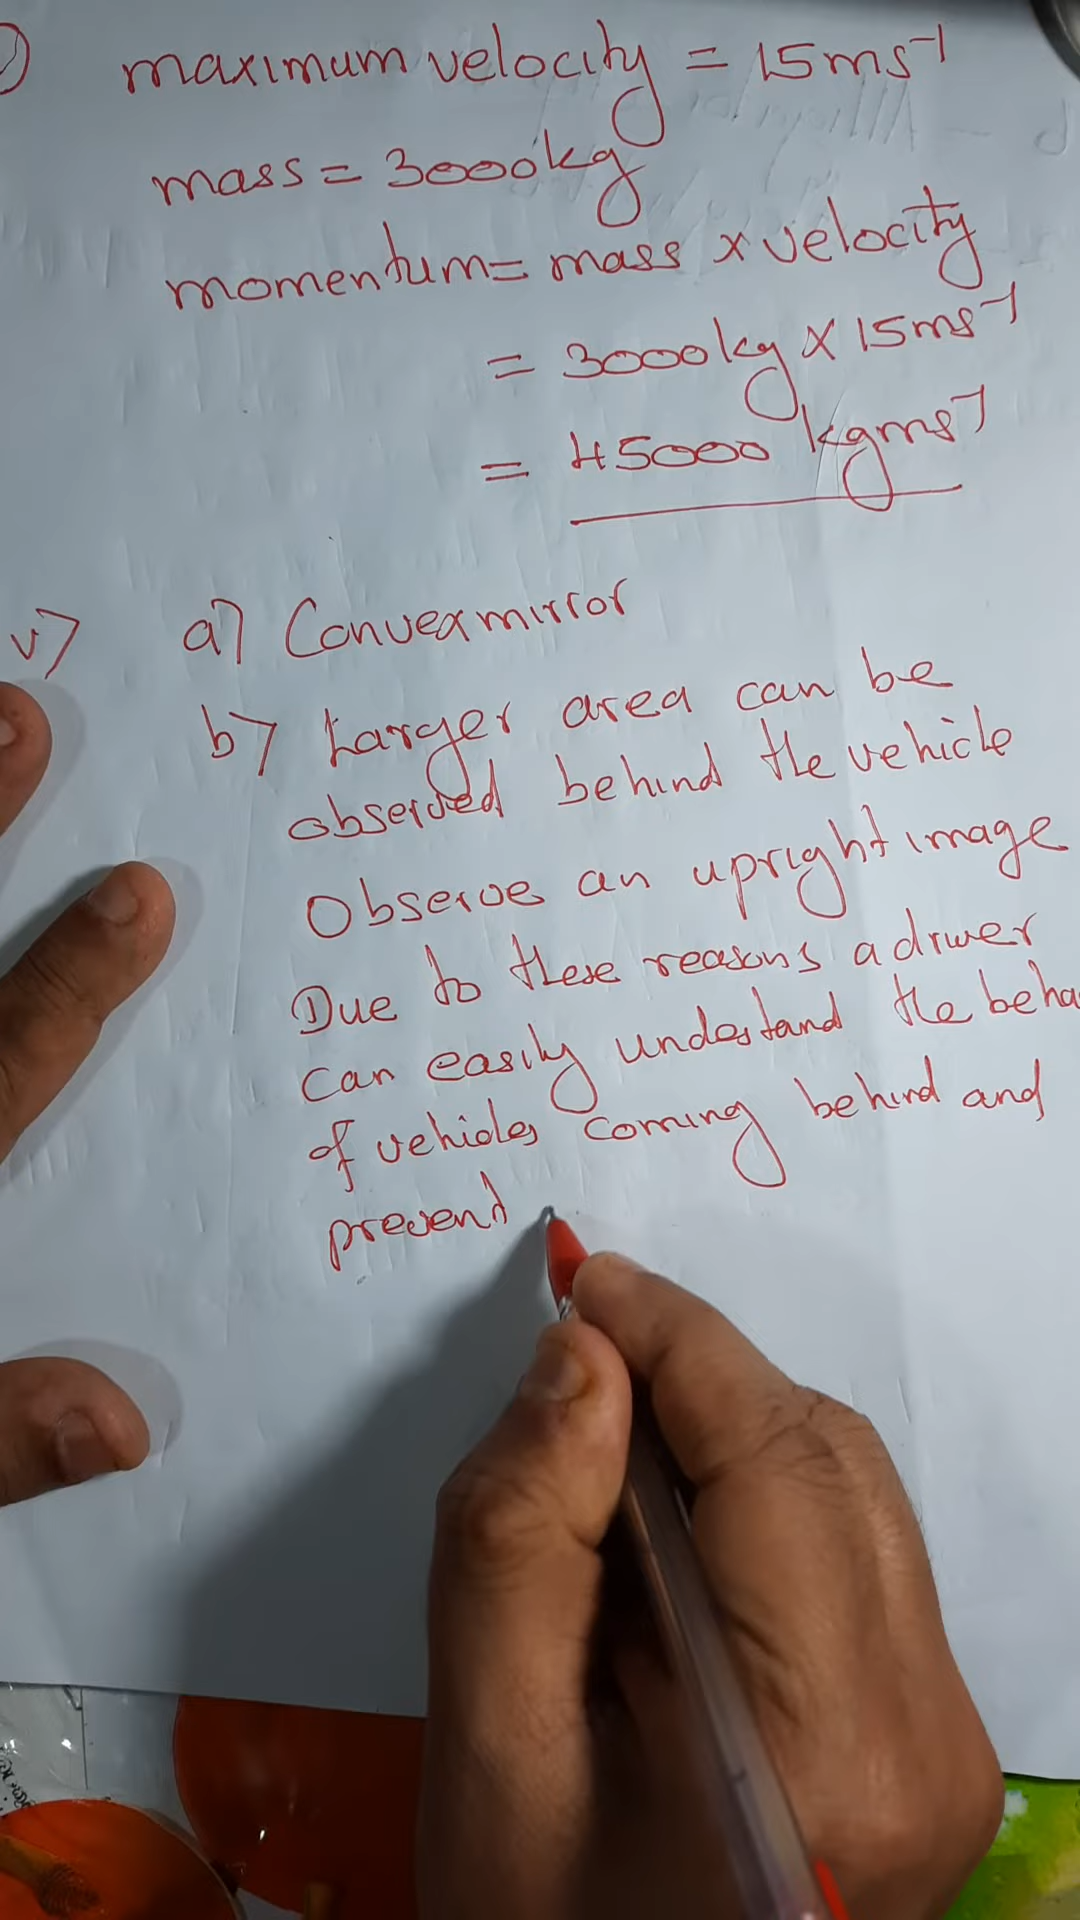 maximum velocity = 15ms⁻¹
mass = 3000kg
momentum = mass x velocity
= 3000kg x 15ms⁻¹
= 45000 kgms⁻¹
v) a) Convex mirror
b) Larger area can be
observed behind the vehicle
Observe an upright image
Due to these reasons a driver
can easily understand the beha
of vehicles coming behind and
prevent